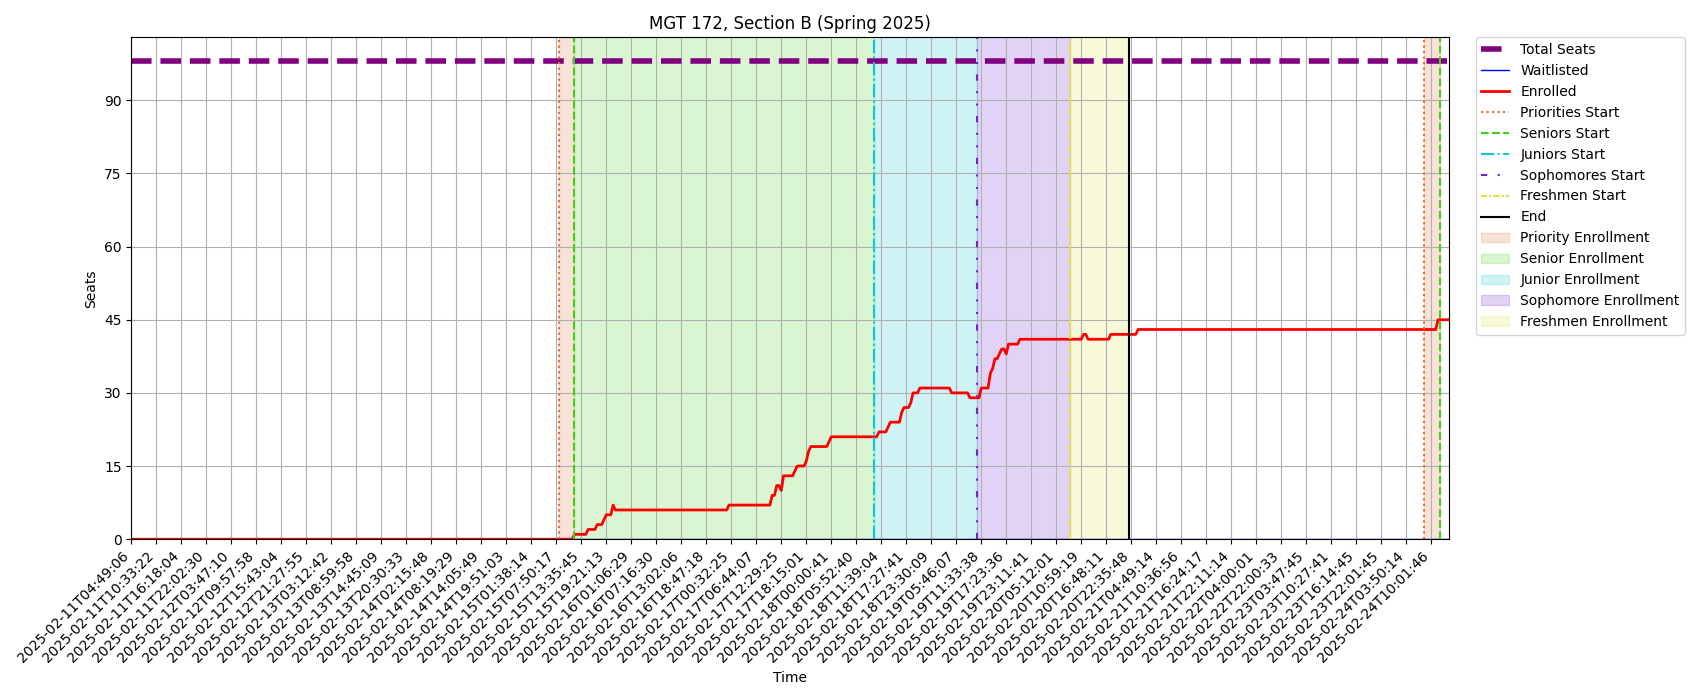 MGT 172, Section B (Spring 2025)
Seats
90
75
60
45
30
15
0
2025-02-11T04:49:06
2025-02-11T10:33:22
2025-02-11T16:18:04
2025-02-11T22:02:30
2025-02-12T03:47:10
2025-02-12T09:57:58
2025-02-12T15:43:04
2025-02-12T21:27:55
2025-02-13T03:12:42
2025-02-13T08:59:58
2025-02-13T14:45:09
2025-02-13T20:30:33
2025-02-14T02:15:48
2025-02-14T08:19:29
2025-02-14T14:05:49
2025-02-14T19:51:03
2025-02-15T01:38:14
2025-02-15T07:50:17
2025-02-15T13:35:45
2025-02-15T19:21:13
2025-02-16T01:06:29
2025-02-16T07:16:30
2025-02-16T13:02:06
2025-02-16T18:47:18
2025-02-17T00:32:25
2025-02-17T06:44:07
2025-02-17T12:29:25
2025-02-17T18:15:01
2025-02-18T00:00:41
2025-02-18T05:52:40
2025-02-18T11:39:04
2025-02-18T17:27:41
2025-02-18T23:30:09
2025-02-19T05:46:07
2025-02-19T11:33:38
2025-02-19T17:23:36
2025-02-19T23:11:41
2025-02-20T05:12:01
2025-02-20T10:59:19
2025-02-20T16:48:11
2025-02-20T22:35:48
2025-02-21T04:49:14
2025-02-21T10:36:56
2025-02-21T16:24:17
2025-02-21T22:11:14
2025-02-22T04:00:01
2025-02-22T10:00:33
2025-02-22T22:00:33
2025-02-23T03:47:45
2025-02-23T10:27:41
2025-02-23T16:14:45
2025-02-23T22:01:45
2025-02-24T03:50:14
2025-02-24T10:01:46
Time
Total Seats
Waitlisted
Enrolled
Priorities Start
Seniors Start
Juniors Start
Sophomores Start
Freshmen Start
End
Priority Enrollment
Senior Enrollment
Junior Enrollment
Sophomore Enrollment
Freshmen Enrollment